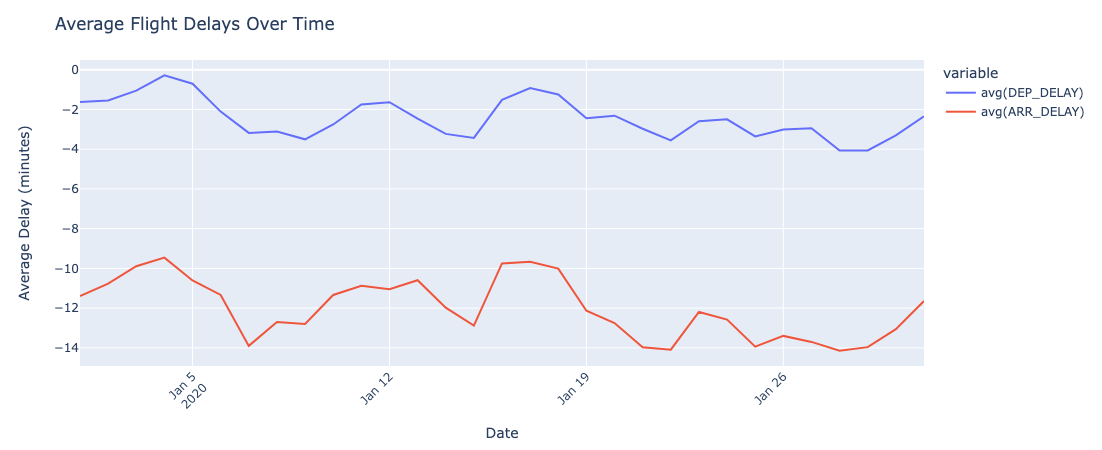 Average Flight Delays Over Time
variable
avg(DEP_DELAY)
avg(ARR_DELAY)
Average Delay (minutes)
0
−2
−4
−6
−8
−10
−12
−14
Jan 5
2020
Jan 12
Jan 19
Jan 26
Date